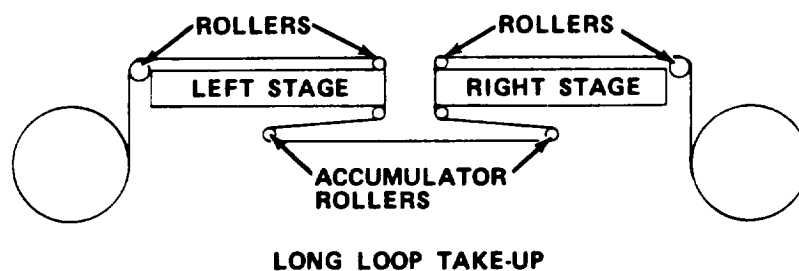 ROLLERS
ROLLERS
LEFT STAGE
RIGHT STAGE
ACCUMULATOR
ROLLERS
LONG LOOP TAKE-UP